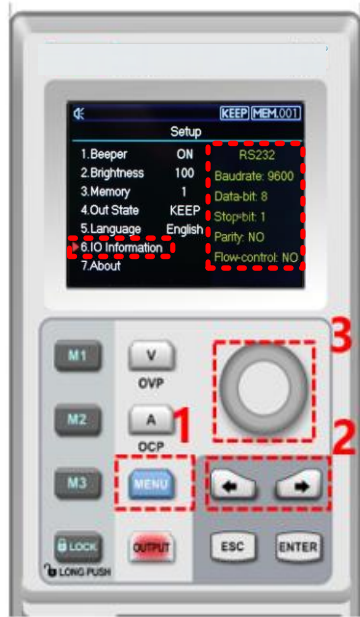 KEEP MEM.001
Setup
1.Beeper ON
2.Brightness 100
3.Memory 1
4.Out State KEEP
5.Language English
6.IO Information
7.About
RS232
Baudrate: 9600
Data-bit: 8
Stop-bit: 1
Parity: NO
Flow-control: NO
M1 V
OVP
3
M2 A
OCP
1
2
M3 MENU
LOCK OUTPUT ESC ENTER
LONG PUSH